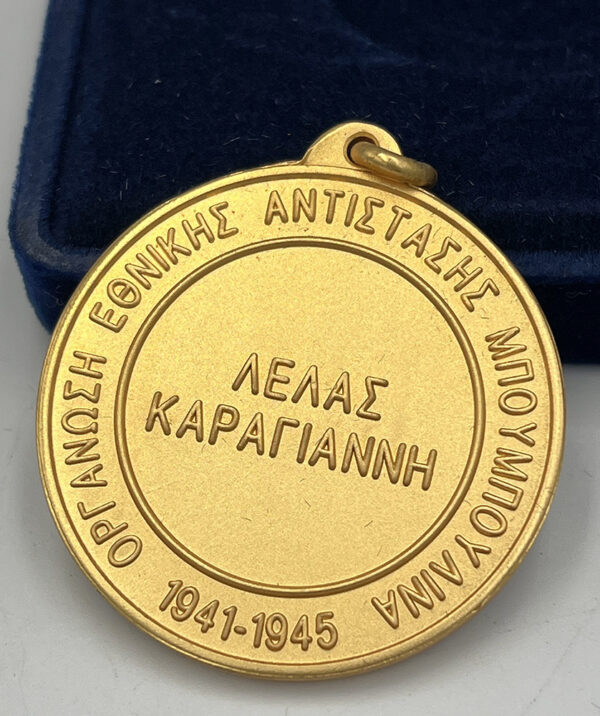 ΟΡΓΑΝΩΣΗ ΕΘΝΙΚΗΣ ΑΝΤΙΣΤΑΣΗΣ ΜΠΟΥΜΠΟΥΛΙΝΑ
ΛΕΛΑΣ
ΚΑΡΑΓΙΑΝΝΗ
1941-1945